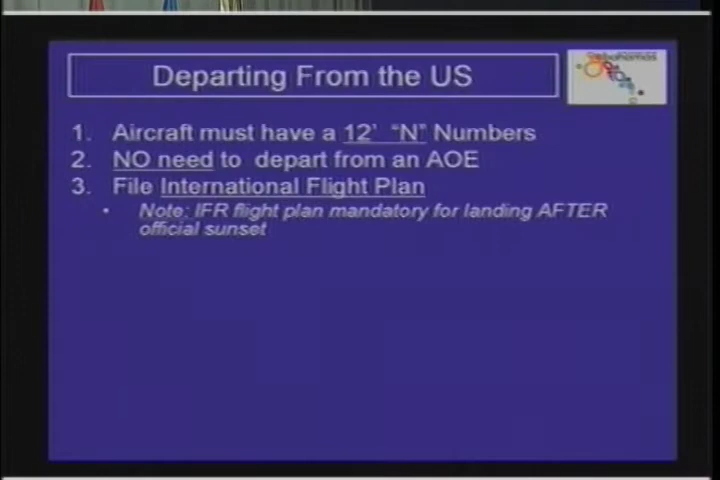 Departing From the US
1. Aircraft must have a 12' "N" Numbers
2. NO need to depart from an AOE
3. File International Flight Plan
• Note: IFR flight plan mandatory for landing AFTER
official sunset